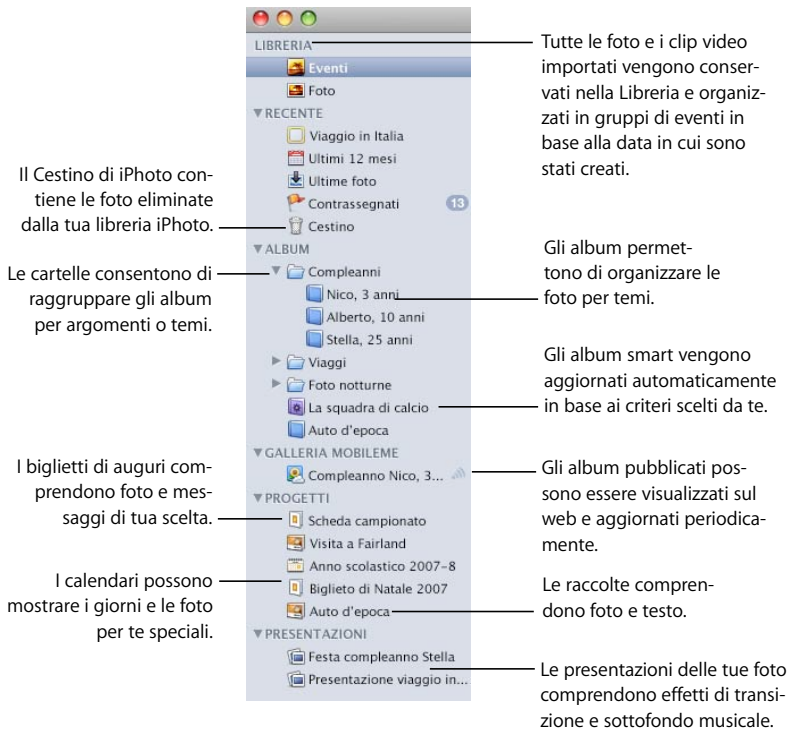 LIBRERIA
Eventi
Foto
RECENTE
Viaggio in Italia
Ultimi 12 mesi
Ultime foto
Contrassegnati 13
Cestino
ALBUM
Compleanni
Nico, 3 anni
Alberto, 10 anni
Stella, 25 anni
Viaggi
Foto notturne
La squadra di calcio
Auto d'epoca
GALLERIA MOBILEME
Compleanno Nico, 3...
PROGETTI
Scheda campionato
Visita a Fairland
Anno scolastico 2007-8
Biglieto di Natale 2007
Auto d'epoca
PRESENTAZIONI
Festa compleanno Stella
Presentazione viaggio in...
Il Cestino di iPhoto con-
tiene le foto eliminate
dalla tua libreria iPhoto.
Le cartelle consentono di
raggruppare gli album
per argomenti o temi.
I biglietti di auguri com-
prendono foto e mes-
saggi di tua scelta.
I calendari possono
mostrare i giorni e le foto
per te speciali.
Tutte le foto e i clip video
importati vengono conser-
vati nella Libreria e organiz-
zati in gruppi di eventi in
base alla data in cui sono
stati creati.
Gli album permet-
tono di organizzare le
foto per temi.
Gli album smart vengono
aggiornati automaticamente
in base ai criteri scelti da te.
Gli album pubblicati pos-
sono essere visualizzati sul
web e aggiornati periodica-
mente.
Le raccolte compren-
dono foto e testo.
Le presentazioni delle tue foto
comprendono effetti di transi-
zione e sottofondo musicale.